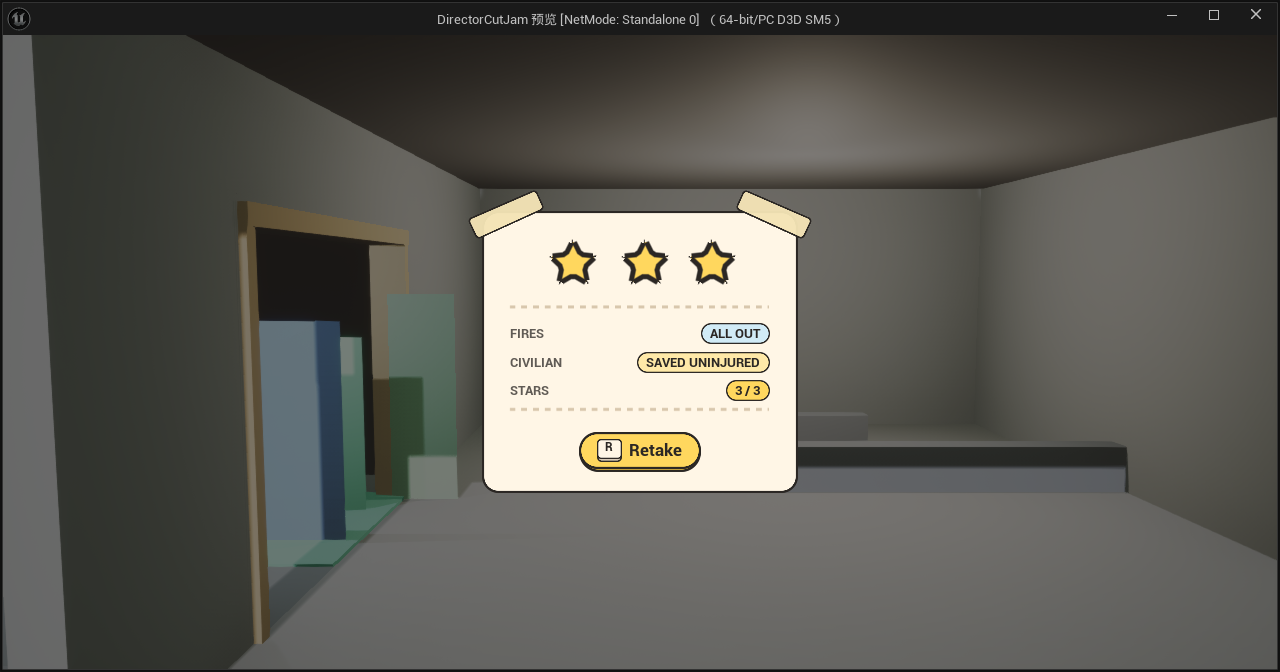 DirectorCutJam 预览 [NetMode: Standalone 0] ( 64-bit/PC D3D SM5 )
FIRES ALL OUT
CIVILIAN SAVED UNINJURED
STARS 3 / 3
R Retake